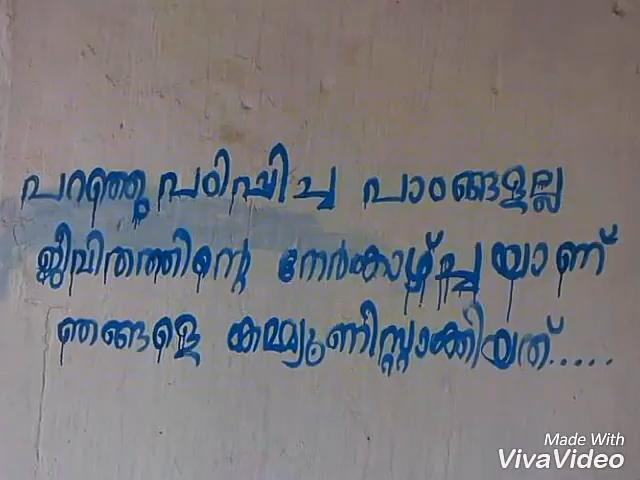 പറഞ്ഞു പഠിപ്പിച്ച പാഠങ്ങളല്ല
ജീവിതത്തിന്റെ നേർകാഴ്ച്ചയാണ്
ഞങ്ങളെ കമ്മ്യുണിസ്റ്റാക്കിയത്.....
Made With
VivaVideo